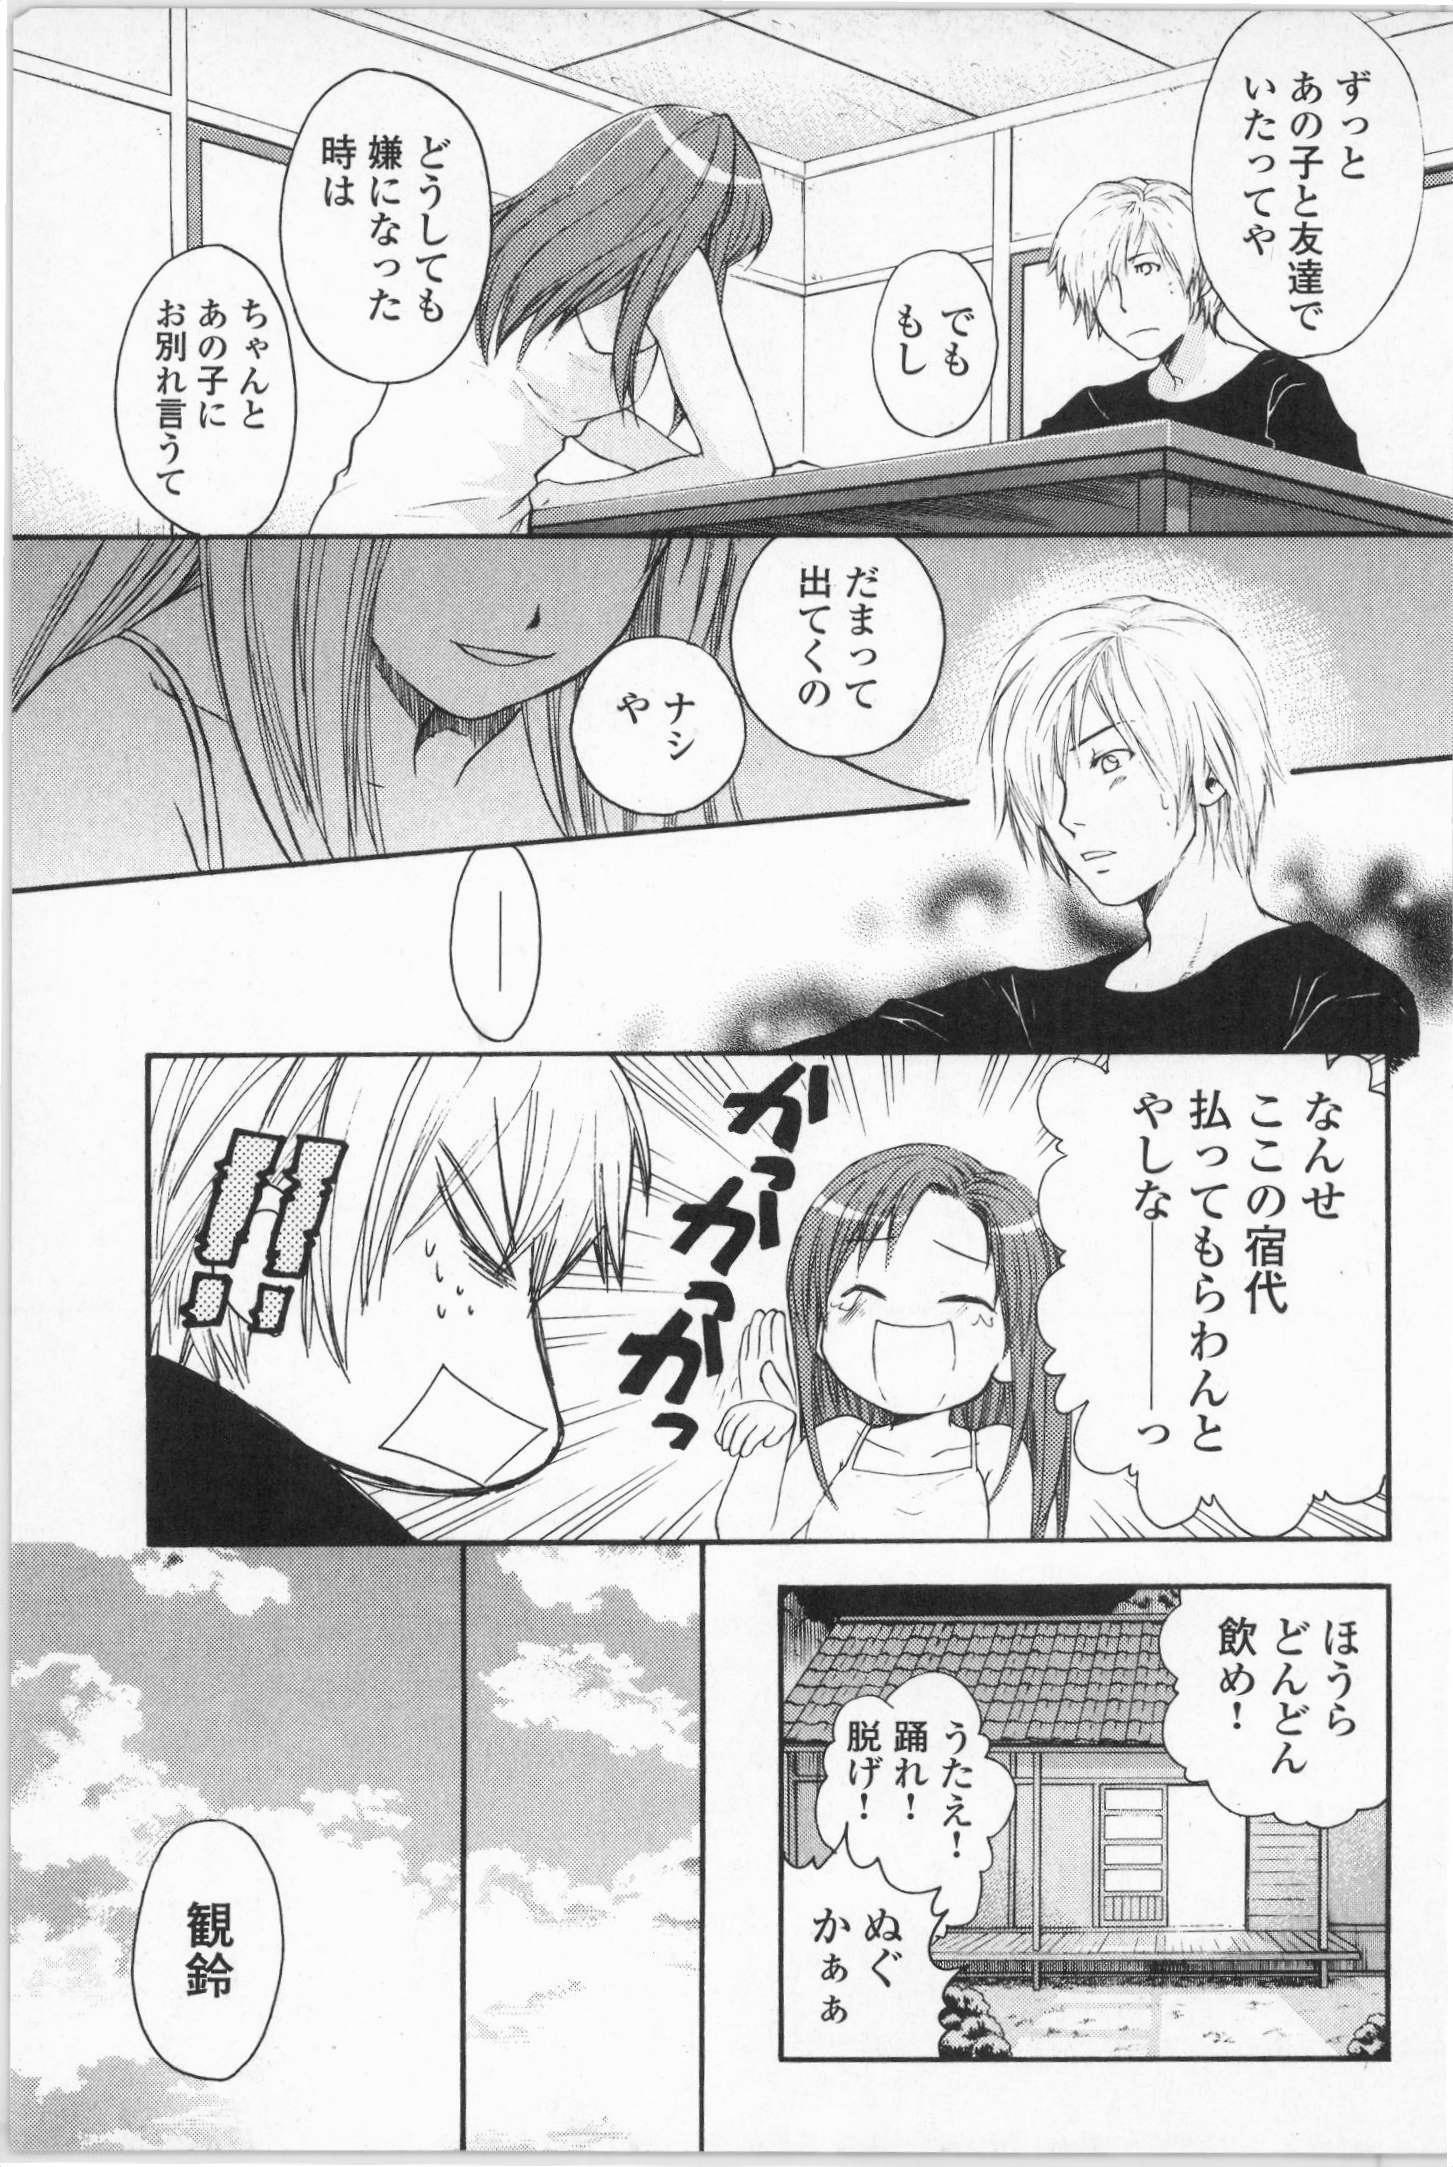 ずっと
あの子と友達で
いたってや
でも
もし
どうしても
嫌になった
時は
ちゃんと
あの子に
お別れ言うて
だまって
出てくの
ナシ
や
―
なんせ
ここの宿代
払ってもらわんと
やしな――っ
かっかっかっ
!!
ほうら
どんどん
飲め!
うたえ!
踊れ!
脱げ!
ぬぐ
かぁぁ
観鈴